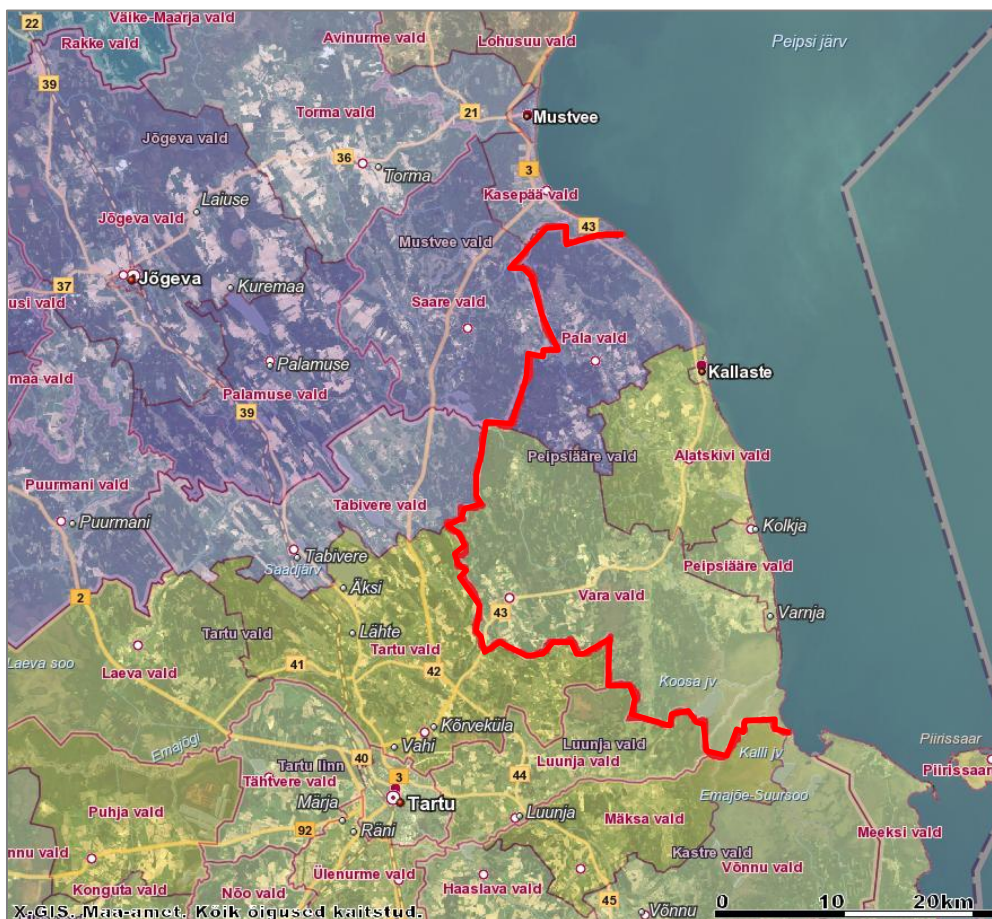 22
Väike-Maarja vald
Rakke vald
Avinurme vald
Lohusuu vald
Peipsi järv
39
Torma vald
21
Mustvee
Jõgeva vald
36
Torma
3
Kasepää vald
Laiuse
Jõgeva vald
43
Mustvee vald
37
Jõgeva
Kuremaa
usi vald
Saare vald
Pala vald
Palamuse
maa vald
Kallaste
Palamuse vald
39
Peipsiääre vald
Alatskivi vald
Puurmani vald
Tabivere vald
Puurmani
Kolkja
Tabivere
Saadjärv
Peipsiääre vald
Äksi
2
Vara vald
43
Varnja
Tartu vald
Lähte
Tartu vald
Laeva soo
Laeva vald
41
42
Koosa jv
Kõrveküla
Emajõgi
Vahi
Luunja vald
Luunja vald
Kalli jv
Piirissaar
Tartu linn
40
3
44
Piirissaar
Tähtvere vald
Emajõe-Suursoo
Märja
Tartu
Luunja
Mäksa vald
Puhja vald
92
Räni
Meeksi vald
nnu vald
Kastre vald
Võnnu vald
Ülenurme vald
Konguta vald
Nõo vald
Haaslava vald
45
Võnnu
0 10 20km
X-GIS. Maa-amet. Kõik õigused kaitstud.